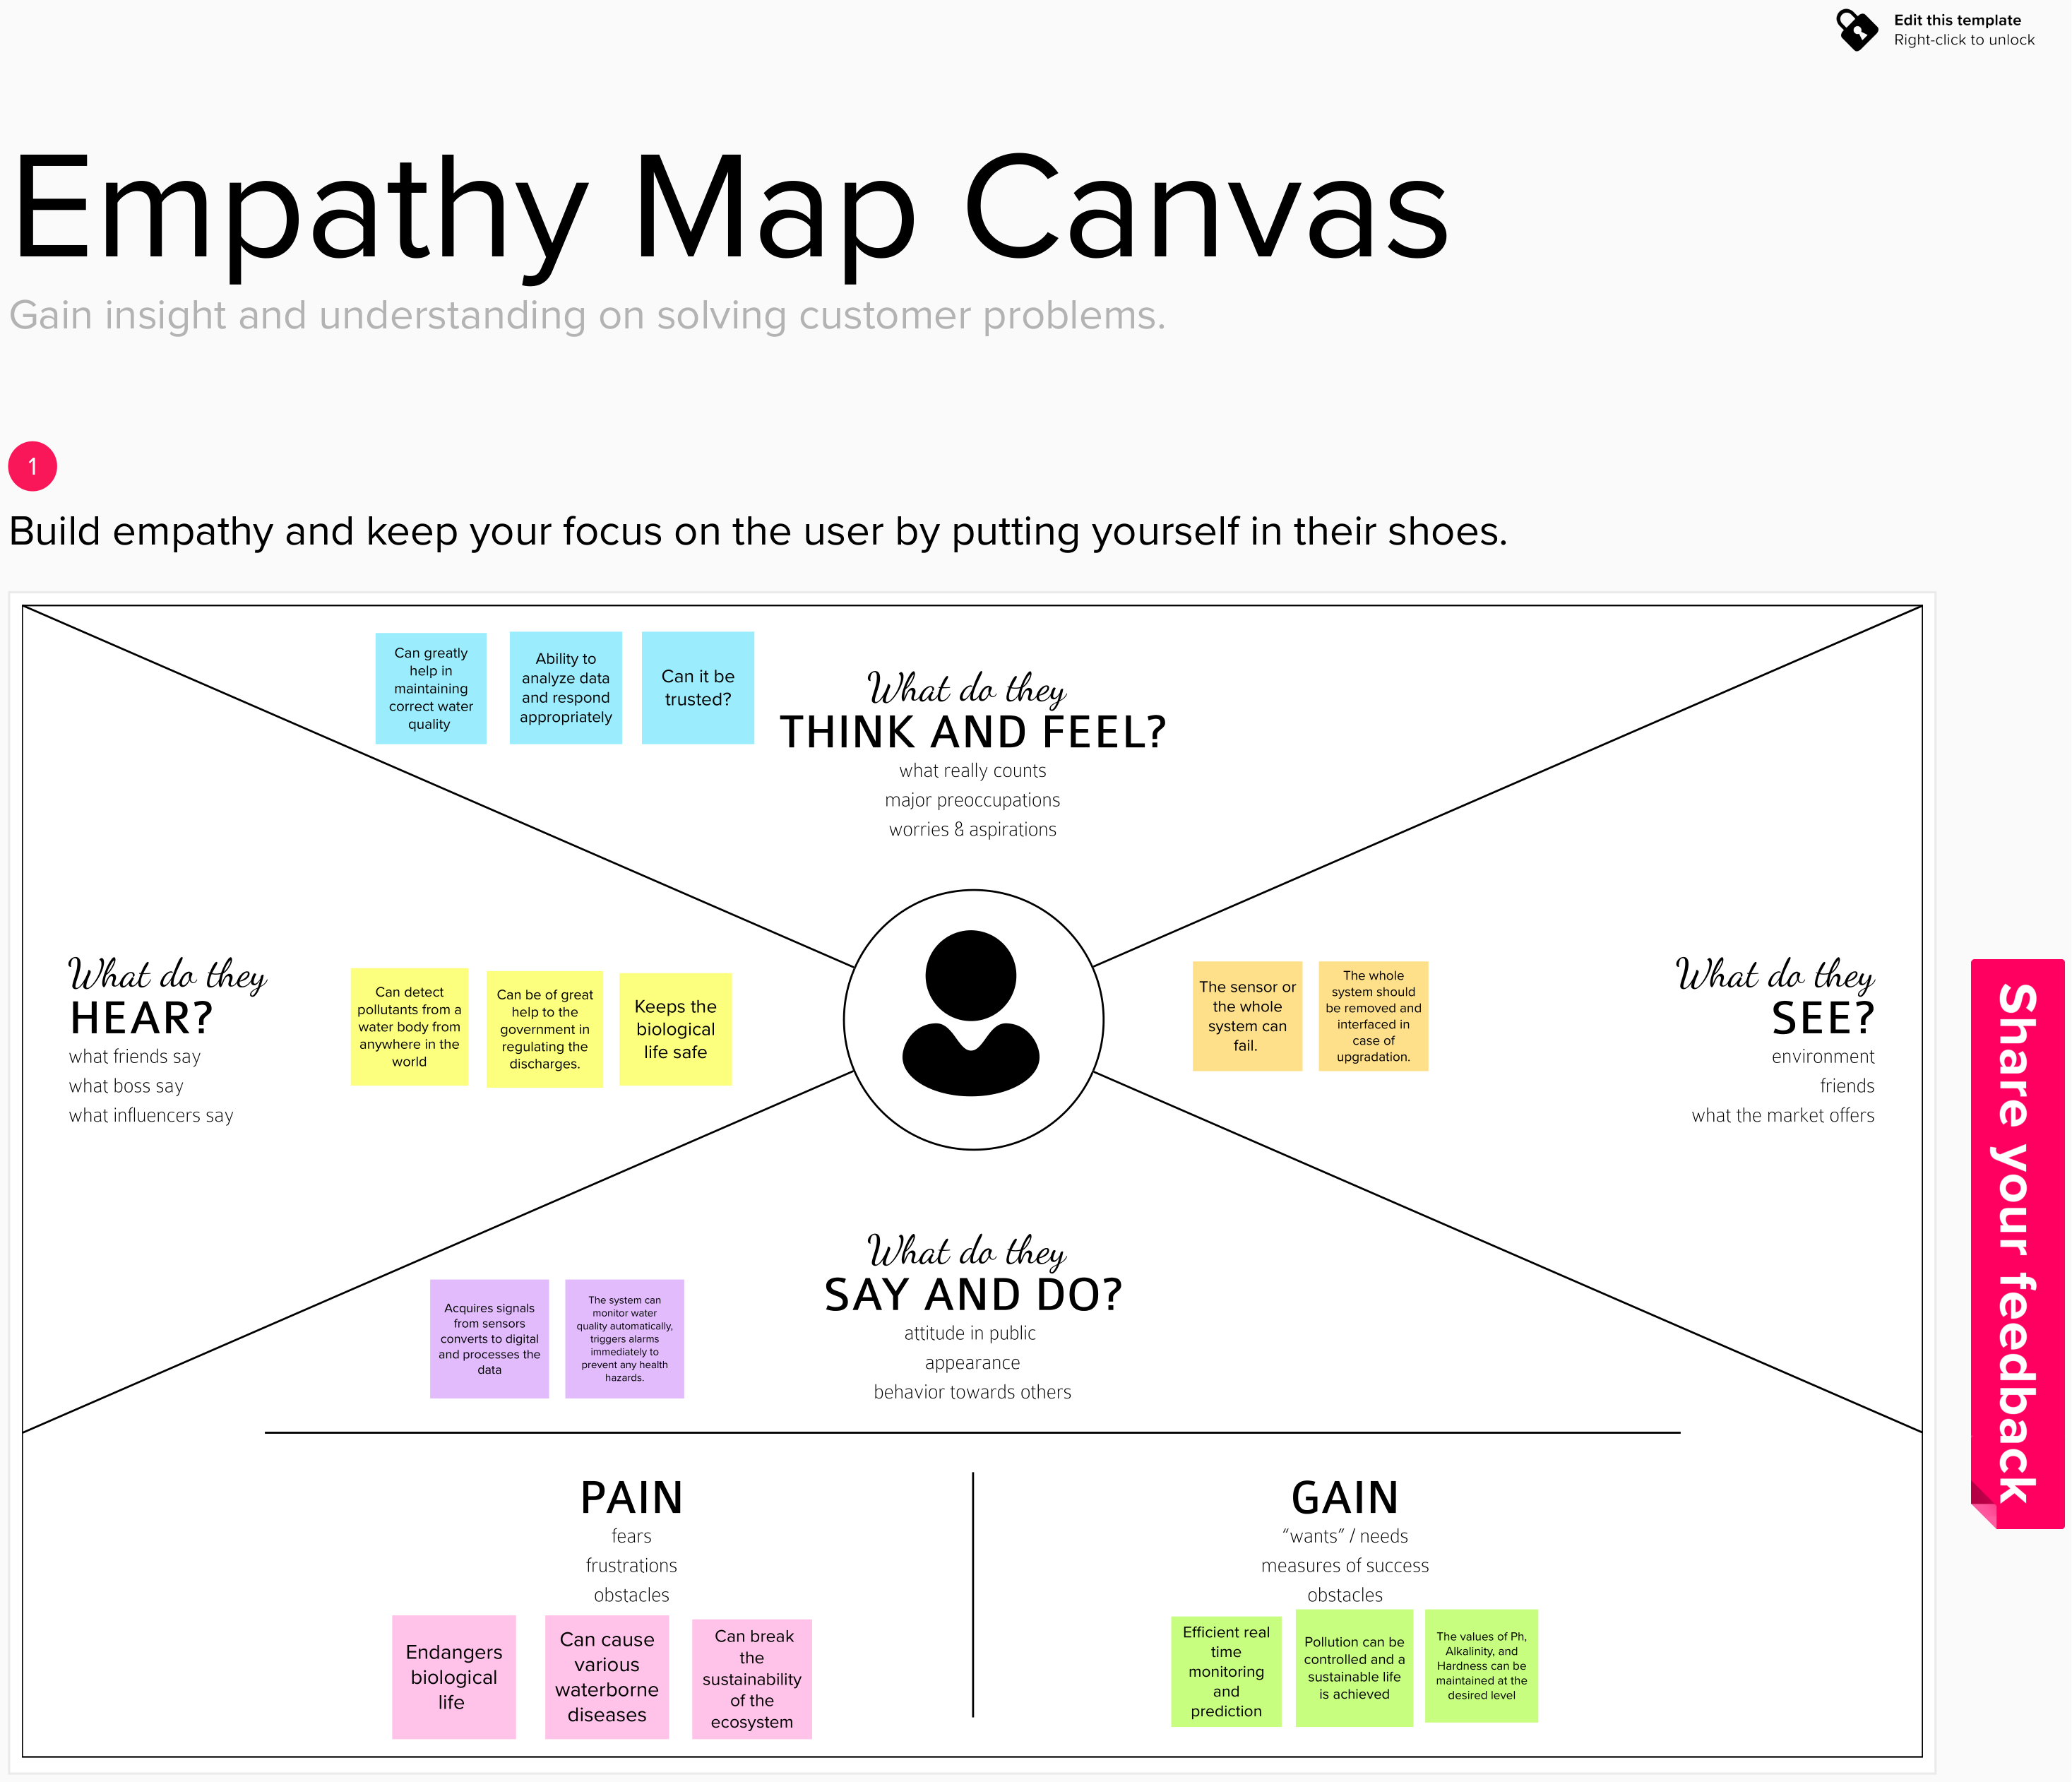 Edit this template
Right-click to unlock
Empathy Map Canvas
Gain insight and understanding on solving customer problems.
1
Build empathy and keep your focus on the user by putting yourself in their shoes.
Can greatly
help in
maintaining
correct water
quality
Ability to
analyze data
and respond
appropriately
Can it be
trusted?
What do they
THINK AND FEEL?
what really counts
major preoccupations
worries & aspirations
What do they
HEAR?
what friends say
what boss say
what influencers say
Can detect
pollutants from a
water body from
anywhere in the
world
Can be of great
help to the
government in
regulating the
discharges.
Keeps the
biological
life safe
The sensor or
the whole
system can
fail.
The whole
system should
be removed and
interfaced in
case of
upgradation.
What do they
SEE?
environment
friends
what the market offers
Share your feedback
What do they
SAY AND DO?
attitude in public
appearance
behavior towards others
Acquires signals
from sensors
converts to digital
and processes the
data
The system can
monitor water
quality automatically,
triggers alarms
immediately to
prevent any health
hazards.
PAIN
fears
frustrations
obstacles
Endangers
biological
life
Can cause
various
waterborne
diseases
Can break
the
sustainability
of the
ecosystem
GAIN
“wants” / needs
measures of success
obstacles
Efficient real
time
monitoring
and
prediction
Pollution can be
controlled and a
sustainable life
is achieved
The values of Ph,
Alkalinity, and
Hardness can be
maintained at the
desired level